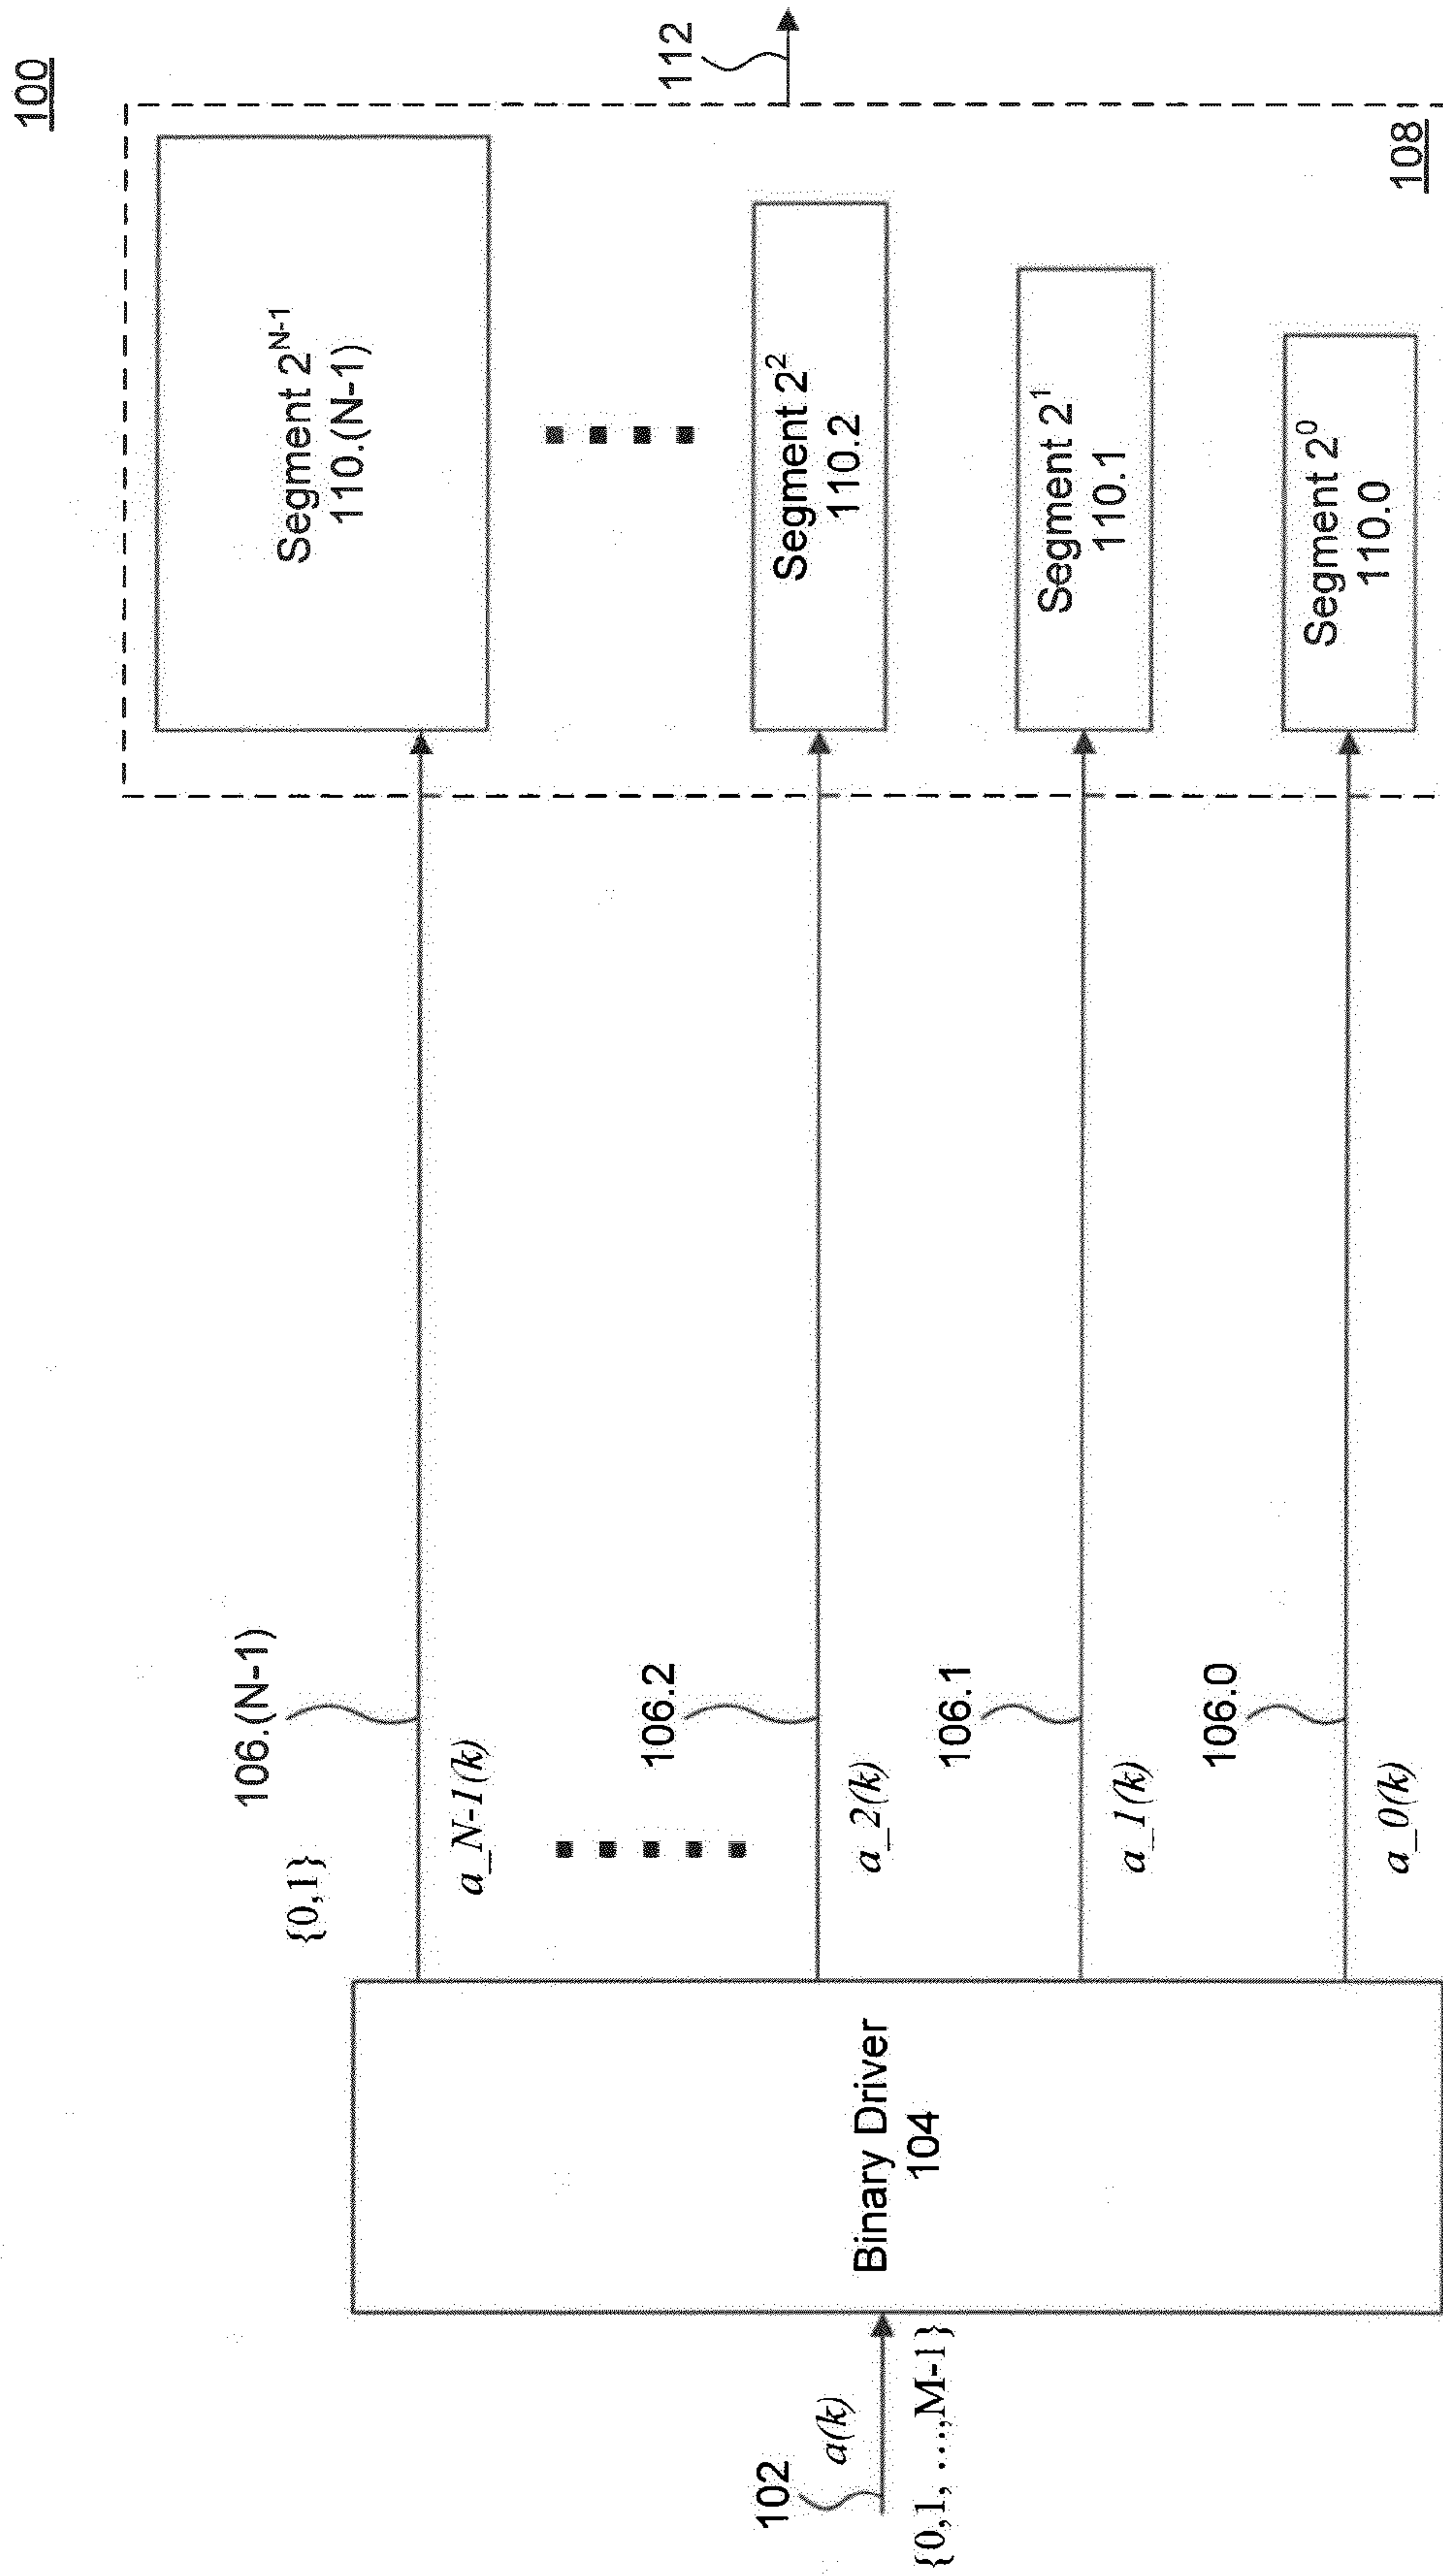 100
112
Segment 2^N-1
110.(N-1)
Segment 2^2
110.2
Segment 2^1
110.1
Segment 2^0
110.0
108
106.(N-1)
{0,1}
a_N-1(k)
106.2
a_2(k)
106.1
a_1(k)
106.0
a_0(k)
Binary Driver
104
102
a(k)
{0,1, ...,M-1}